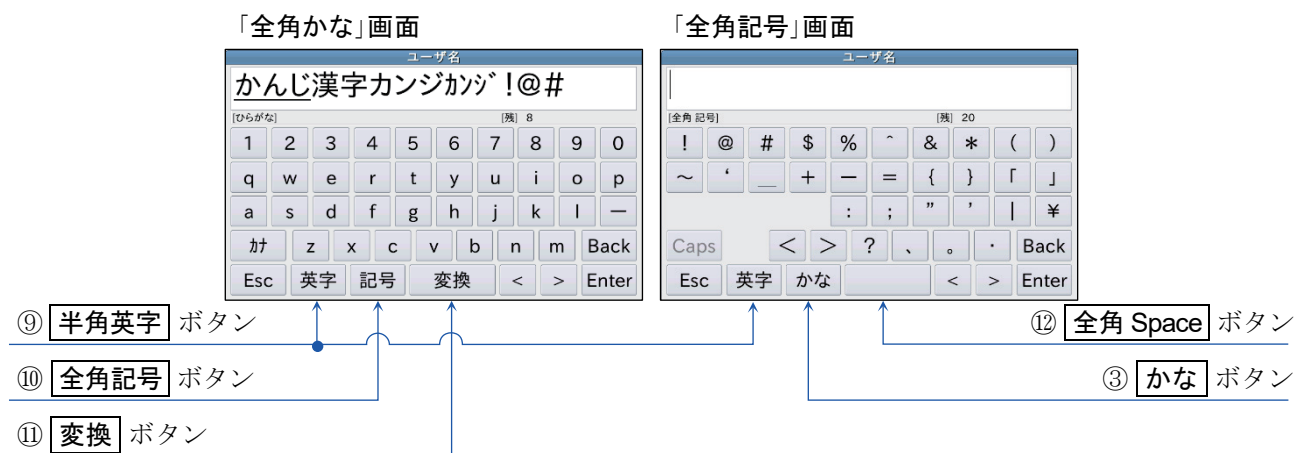 「全角かな」画面
ユーザ名
かんじ漢字カンジｶﾝｼﾞ!@#
[ひらがな] [残] 8
1 2 3 4 5 6 7 8 9 0
q w e r t y u i o p
a s d f g h j k l ー
ｶﾅ z x c v b n m Back
Esc 英字 記号 変換 < > Enter
「全角記号」画面
ユーザ名
[全角 記号] [残] 20
! @ # $ % ＾ & * ( )
～ ‘ ＿ + － = { } 「 」
: ; ” ’ | ¥
Caps < > ? 、 。 ・ Back
Esc 英字 かな < > Enter
⑨ 半角英字 ボタン
⑩ 全角記号 ボタン
⑪ 変換 ボタン
⑫ 全角 Space ボタン
③ かな ボタン